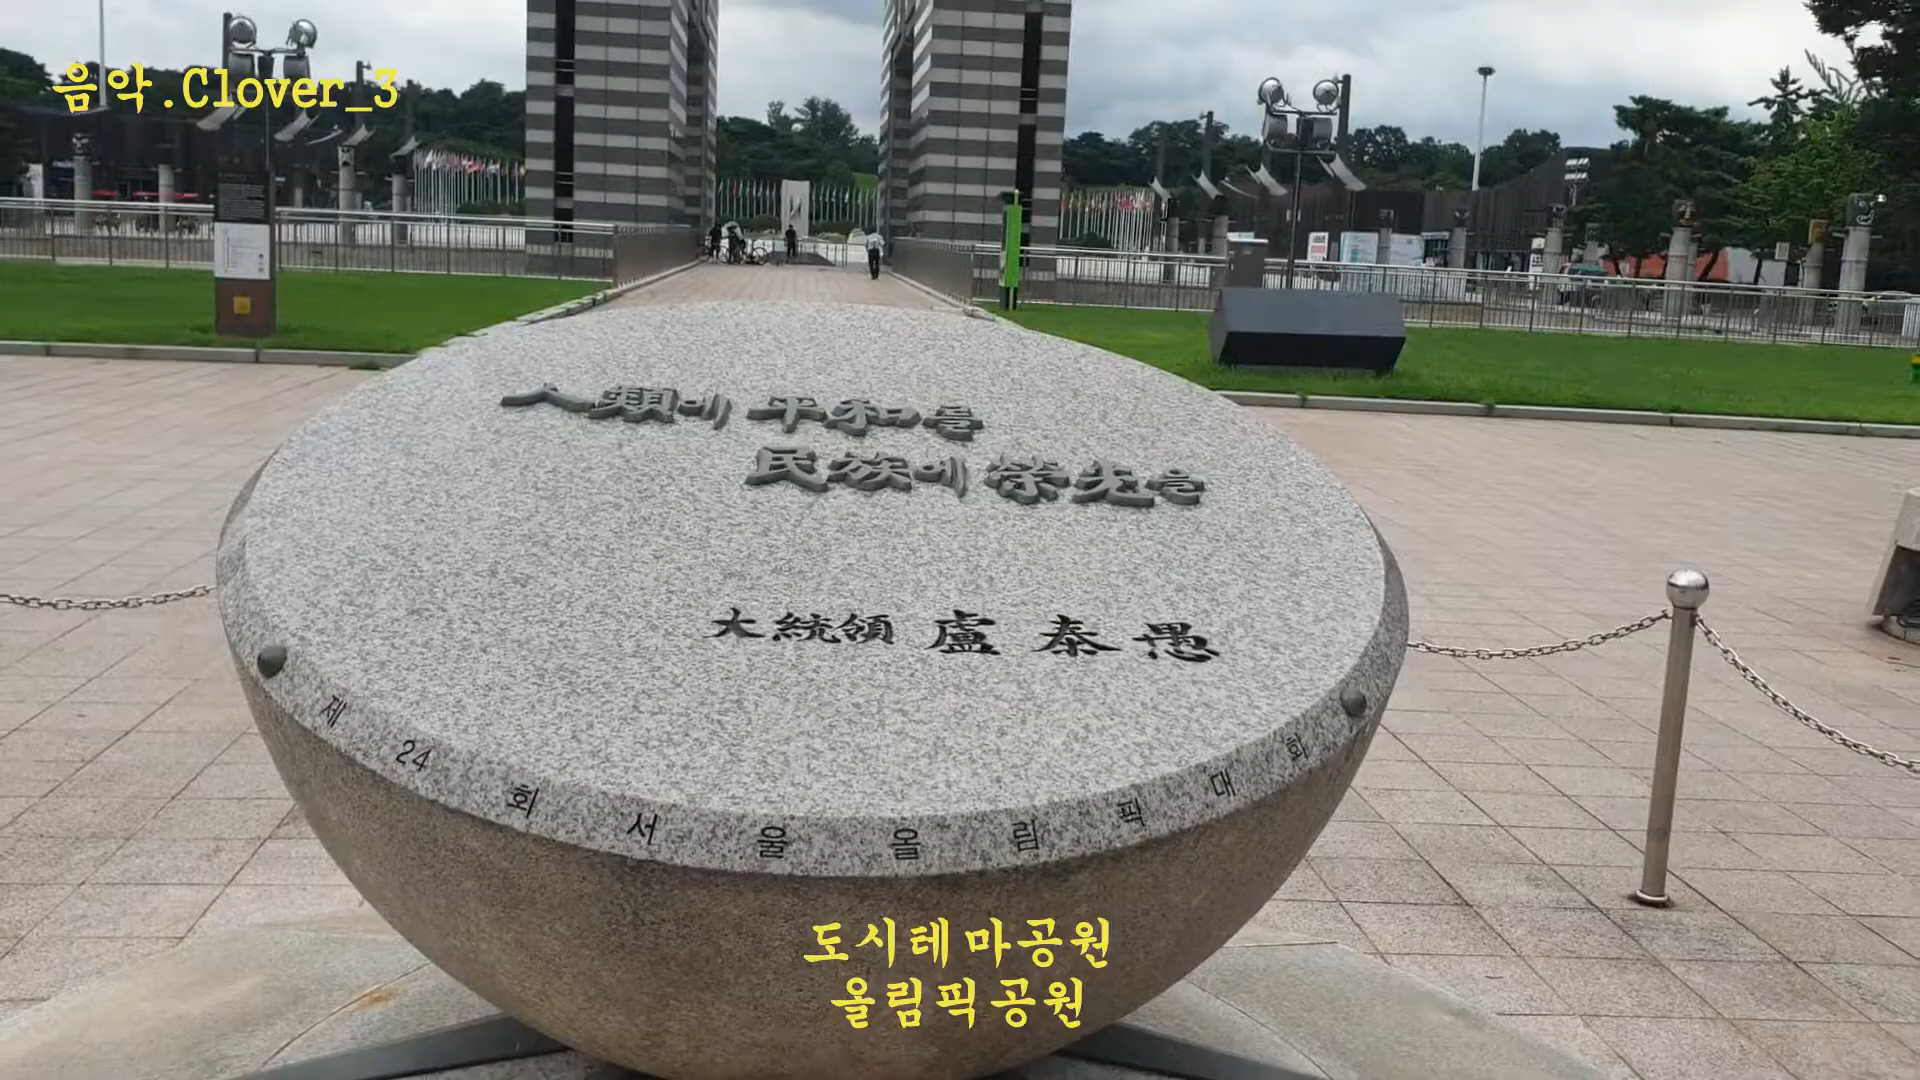 음악.Clover_3
人類에 平和를
民族에 榮光을
大統領 盧泰愚
제24회서울올림픽대회
도시테마공원
올림픽공원